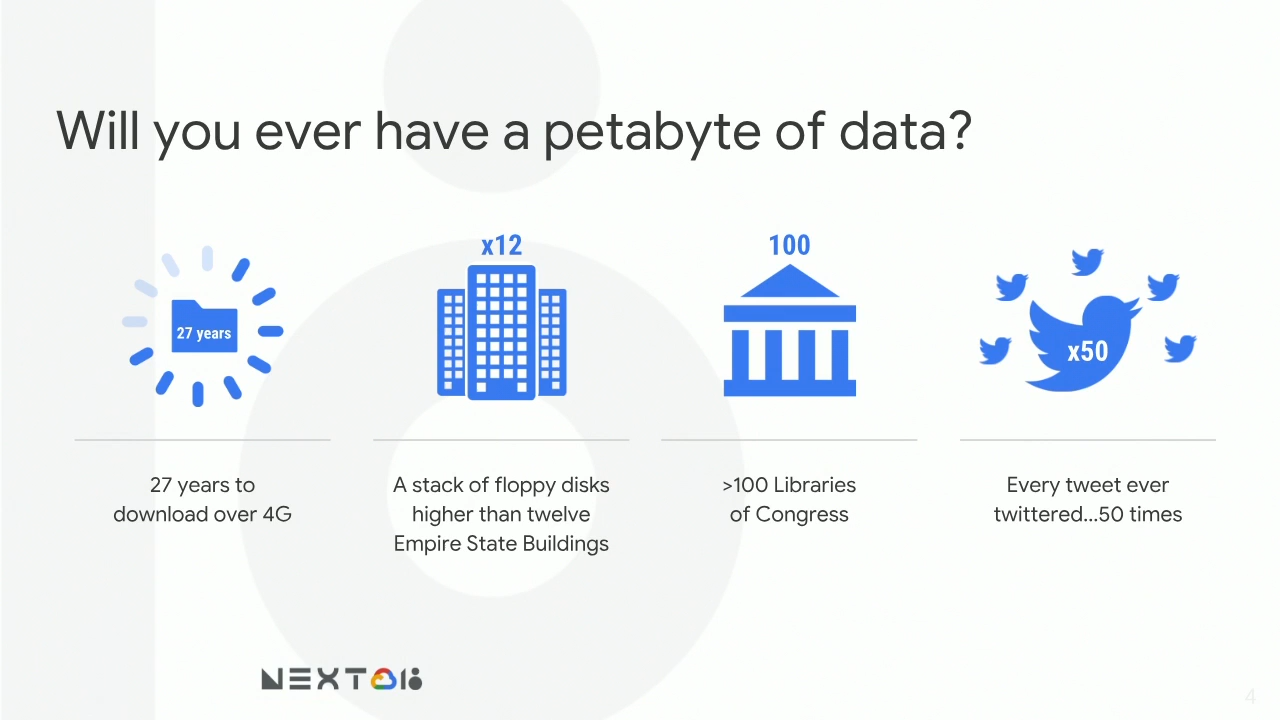 Will you ever have a petabyte of data?
27 years
x12
100
x50
27 years to
download over 4G
A stack of floppy disks
higher than twelve
Empire State Buildings
>100 Libraries
of Congress
Every tweet ever
twittered...50 times
NEXT 18
4